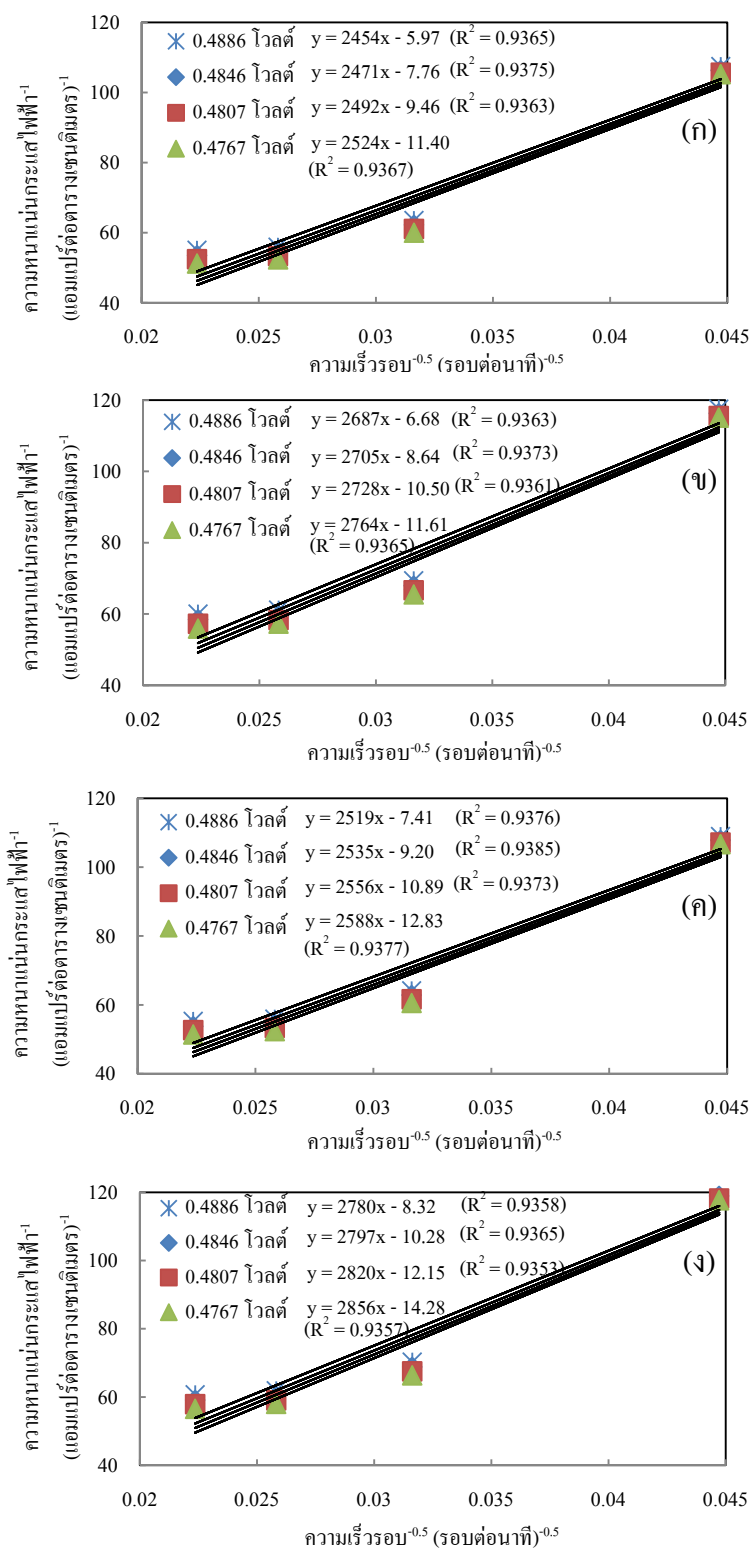 120
100
80
60
40
0.4886 โวลต์ y = 2454x - 5.97 (R² = 0.9365)
0.4846 โวลต์ y = 2471x - 7.76 (R² = 0.9375)
0.4807 โวลต์ y = 2492x - 9.46 (R² = 0.9363)
0.4767 โวลต์ y = 2524x - 11.40
(R² = 0.9367)
(ก)
ความหนาแน่นกระแสไฟฟ้า⁻¹
(แอมแปร์ต่อตารางเซนติเมตร)⁻¹
0.02 0.025 0.03 0.035 0.04 0.045
ความเร็วรอบ⁻⁰·⁵ (รอบต่อนาที)⁻⁰·⁵
120
100
80
60
40
0.4886 โวลต์ y = 2687x - 6.68 (R² = 0.9363)
0.4846 โวลต์ y = 2705x - 8.64 (R² = 0.9373)
0.4807 โวลต์ y = 2728x - 10.50 (R² = 0.9361)
0.4767 โวลต์ y = 2764x - 11.61
(R² = 0.9365)
(ข)
ความหนาแน่นกระแสไฟฟ้า⁻¹
(แอมแปร์ต่อตารางเซนติเมตร)⁻¹
0.02 0.025 0.03 0.035 0.04 0.045
ความเร็วรอบ⁻⁰·⁵ (รอบต่อนาที)⁻⁰·⁵
120
100
80
60
40
0.4886 โวลต์ y = 2519x - 7.41 (R² = 0.9376)
0.4846 โวลต์ y = 2535x - 9.20 (R² = 0.9385)
0.4807 โวลต์ y = 2556x - 10.89 (R² = 0.9373)
0.4767 โวลต์ y = 2588x - 12.83
(R² = 0.9377)
(ค)
ความหนาแน่นกระแสไฟฟ้า⁻¹
(แอมแปร์ต่อตารางเซนติเมตร)⁻¹
0.02 0.025 0.03 0.035 0.04 0.045
ความเร็วรอบ⁻⁰·⁵ (รอบต่อนาที)⁻⁰·⁵
120
100
80
60
40
0.4886 โวลต์ y = 2780x - 8.32 (R² = 0.9358)
0.4846 โวลต์ y = 2797x - 10.28 (R² = 0.9365)
0.4807 โวลต์ y = 2820x - 12.15 (R² = 0.9353)
0.4767 โวลต์ y = 2856x - 14.28
(R² = 0.9357)
(ง)
ความหนาแน่นกระแสไฟฟ้า⁻¹
(แอมแปร์ต่อตารางเซนติเมตร)⁻¹
0.02 0.025 0.03 0.035 0.04 0.045
ความเร็วรอบ⁻⁰·⁵ (รอบต่อนาที)⁻⁰·⁵